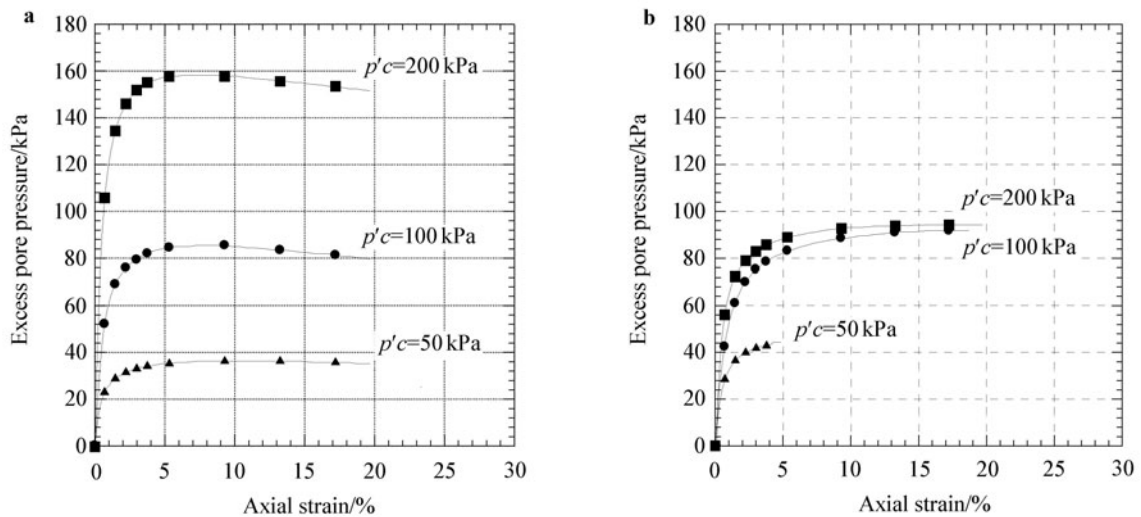 a
180
160
140
120
100
80
60
40
20
0
Excess pore pressure/kPa
p'c=200 kPa
p'c=100 kPa
p'c=50 kPa
0 5 10 15 20 25 30
Axial strain/%
b
180
160
140
120
100
80
60
40
20
0
Excess pore pressure/kPa
p'c=200 kPa
p'c=100 kPa
p'c=50 kPa
0 5 10 15 20 25 30
Axial strain/%